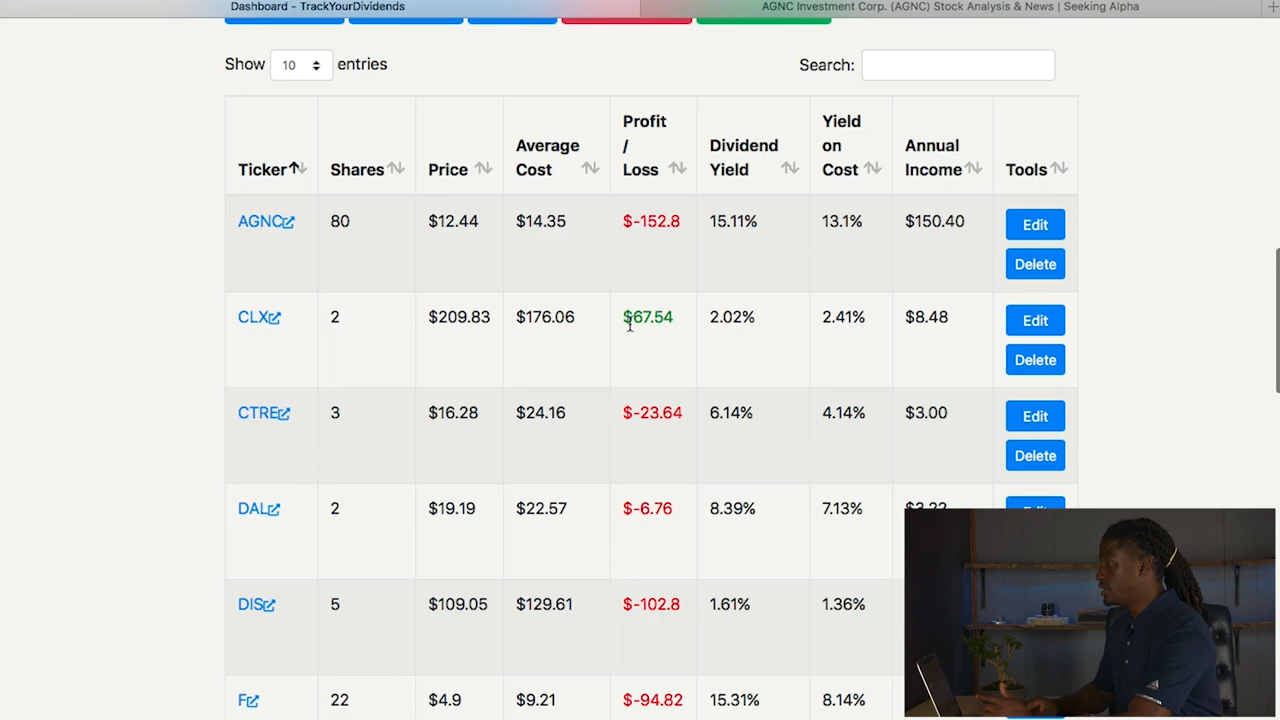 Dashboard - TrackYourDividends
AGNC Investment Corp. (AGNC) Stock Analysis & News | Seeking Alpha
Show 10 entries
Search:
Ticker Shares Price Average Cost Profit / Loss Dividend Yield Yield on Cost Annual Income Tools
AGNC 80 $12.44 $14.35 $-152.8 15.11% 13.1% $150.40 Edit
Delete
CLX 2 $209.83 $176.06 $67.54 2.02% 2.41% $8.48 Edit
Delete
CTRE 3 $16.28 $24.16 $-23.64 6.14% 4.14% $3.00 Edit
Delete
DAL 2 $19.19 $22.57 $-6.76 8.39% 7.13% $3.22 Edit
DIS 5 $109.05 $129.61 $-102.8 1.61% 1.36%
F 22 $4.9 $9.21 $-94.82 15.31% 8.14%